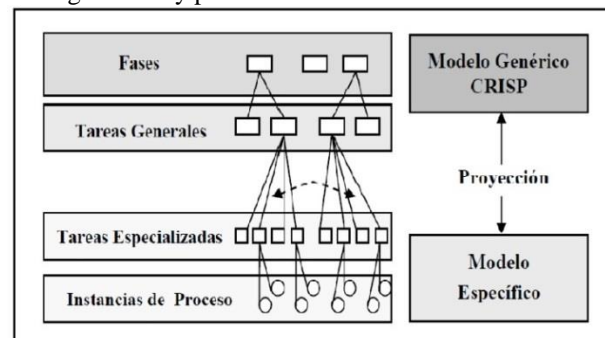 Fases
Tareas Generales
Tareas Especializadas
Instancias de Proceso
Modelo Genérico
CRISP
Proyección
Modelo
Específico